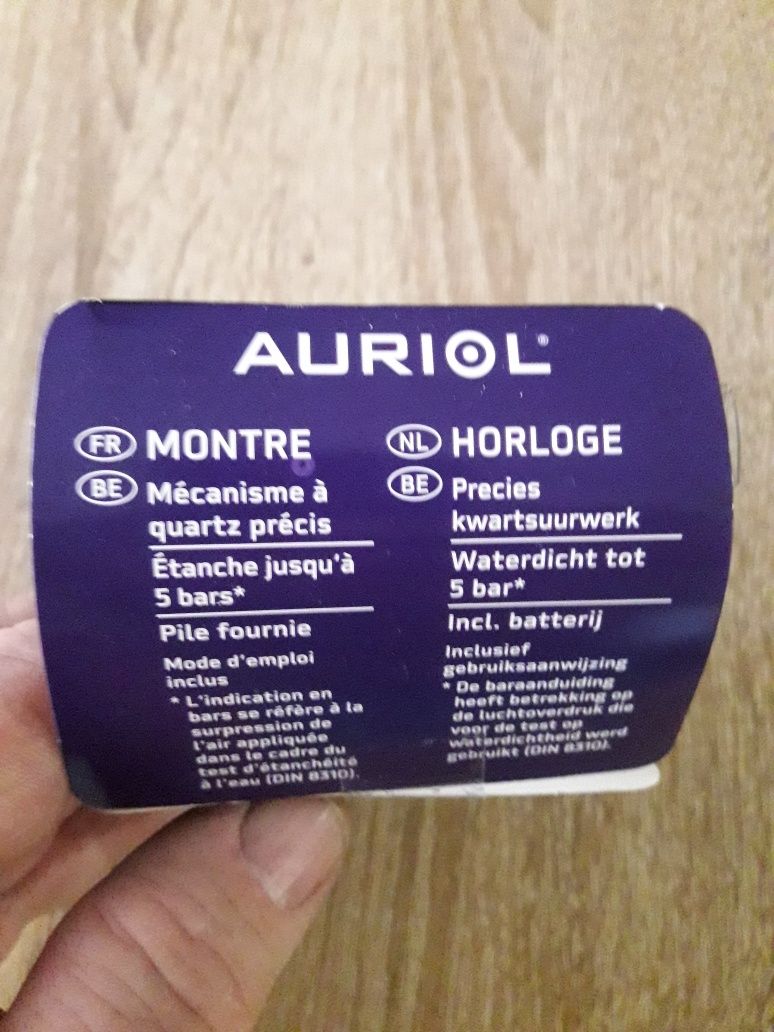 AURIOL®
FR MONTRE
BE Mécanisme à
quartz précis
Étanche jusqu'à
5 bars*
Pile fournie
Mode d'emploi
inclus
* L'indication en
bars se réfère à la
surpression de
l'air appliquée
dans le cadre du
test d'étanchéité
à l'eau (DIN 8310).
NL HORLOGE
BE Precies
kwartsuurwerk
Waterdicht tot
5 bar*
Incl. batterij
Inclusief
gebruiksaanwijzing
* De baraanduiding
heeft betrekking op
de luchtoverdruk die
voor de test op
waterdichtheid werd
gebruikt (DIN 8310).